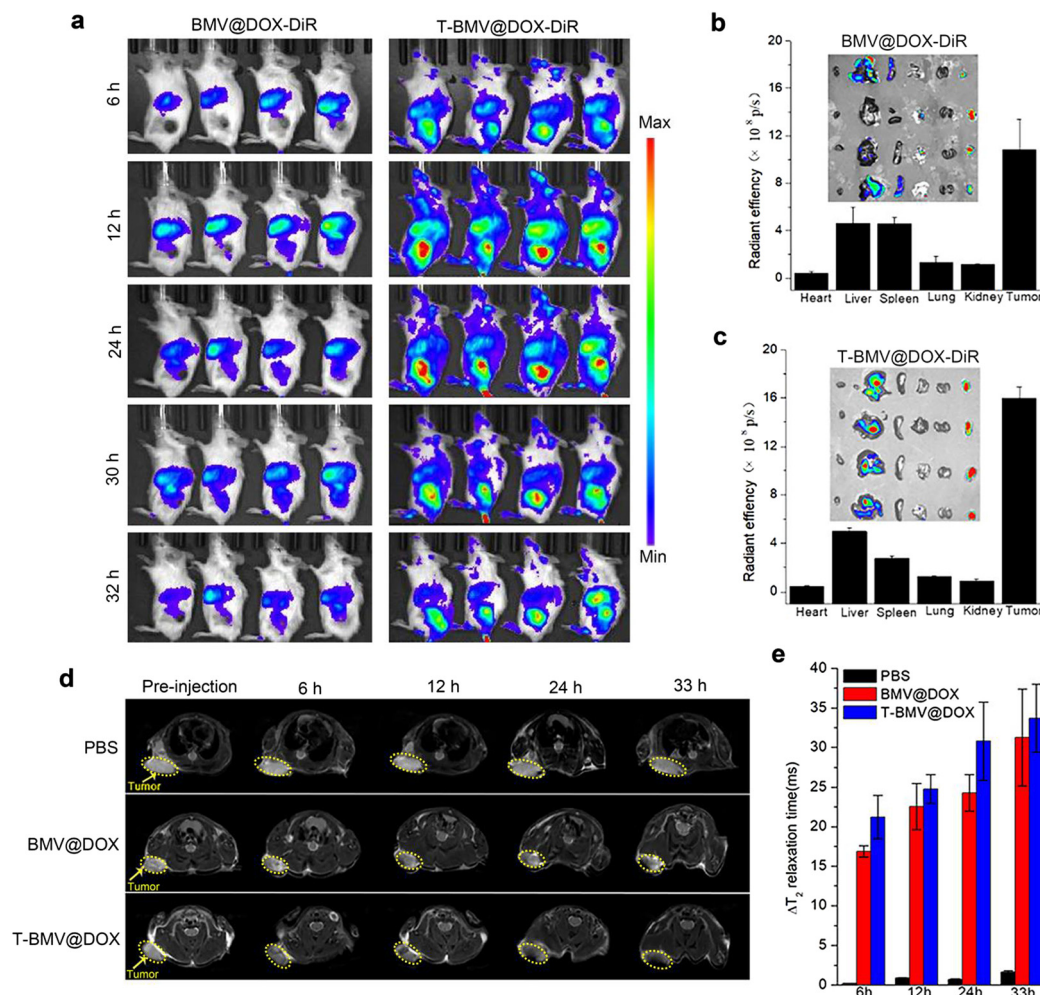 a
BMV@DOX-DiR
T-BMV@DOX-DiR
6 h
12 h
24 h
30 h
32 h
Max
Min
b
BMV@DOX-DiR
Radiant effiency (× 10⁸ p/s)
20
16
12
8
4
0
Heart Liver Spleen Lung Kidney Tumor
c
T-BMV@DOX-DiR
Radiant effiency (× 10⁸ p/s)
20
16
12
8
4
0
Heart Liver Spleen Lung Kidney Tumor
d
Pre-injection 6 h 12 h 24 h 33 h
PBS
Tumor
BMV@DOX
Tumor
T-BMV@DOX
Tumor
e
PBS
BMV@DOX
T-BMV@DOX
ΔT₂ relaxation time(ms)
40
35
30
25
20
15
10
5
0
6h 12h 24h 33h